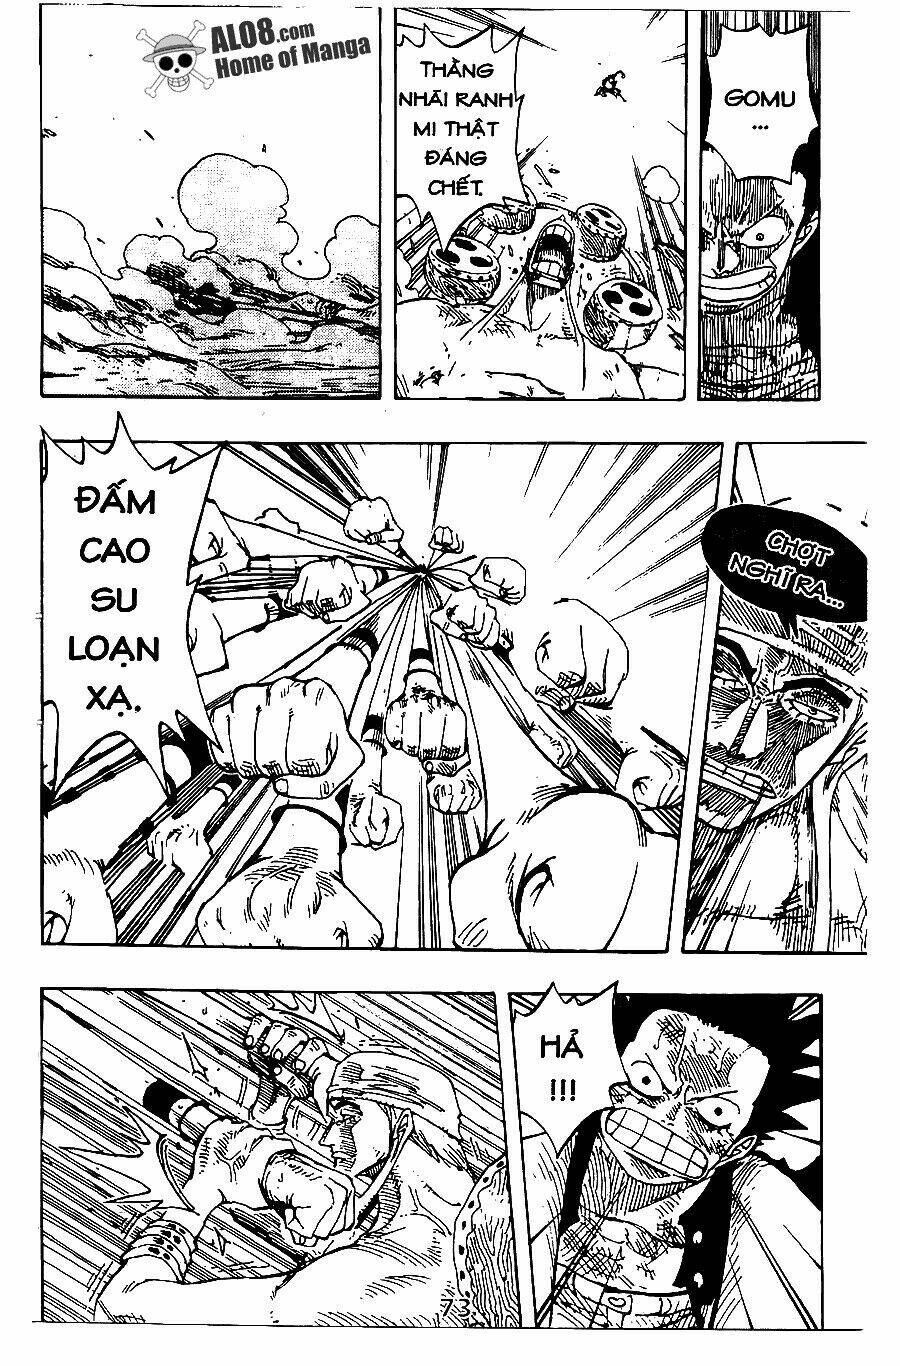 AL08.com
Home of Manga
GOMU
...
THẰNG
NHÃI RANH
MI THẬT
ĐÁNG
CHẾT.
CHỢT
NGHĨ RA...
ĐẤM
CAO
SU
LOẠN
XẠ.
HẢ
!!!
73